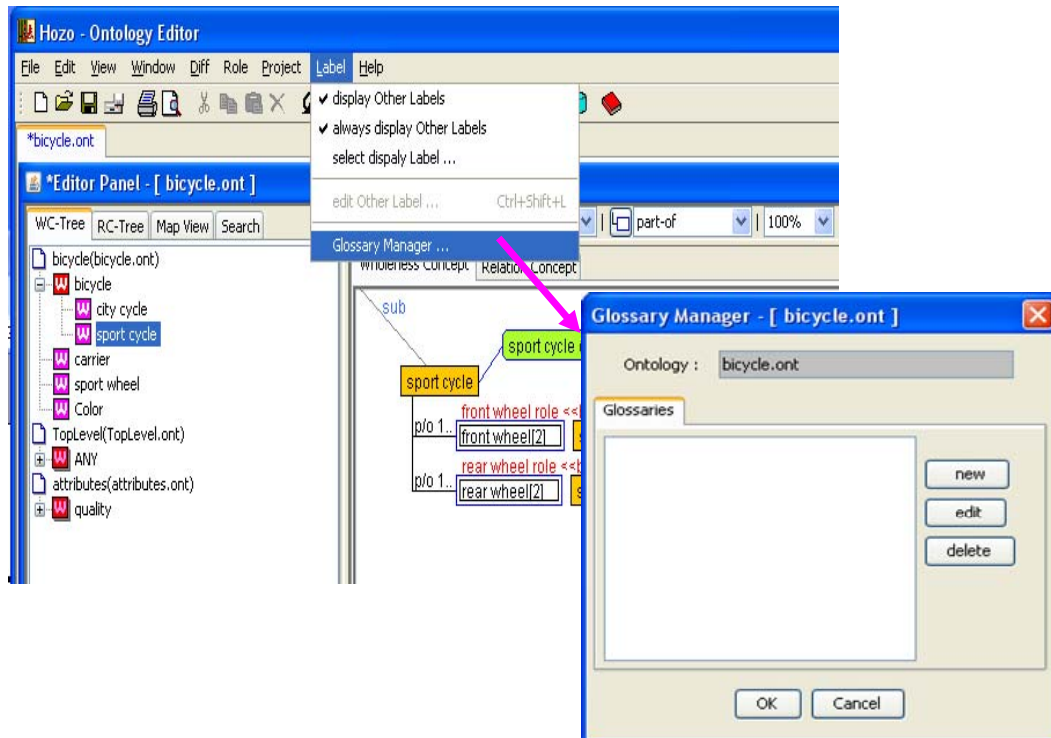 Hozo - Ontology Editor
File Edit View Window Diff Role Project Label Help
display Other Labels
always display Other Labels
select dispaly Label ...
edit Other Label ... Ctrl+Shift+L
Glossary Manager ...
*bicycle.ont
*Editor Panel - [ bicycle.ont ]
WC-Tree RC-Tree Map View Search
part-of 100%
bicycle(bicycle.ont)
W bicycle
W city cycle
W sport cycle
W carrier
W sport wheel
W Color
TopLevel(TopLevel.ont)
W ANY
attributes(attributes.ont)
W quality
Wholeness Concept Relation Concept
sub
sport cycle
sport cycle
front wheel role <<
p/o 1.. front wheel[2]
rear wheel role <<
p/o 1.. rear wheel[2]
Glossary Manager - [ bicycle.ont ]
Ontology : bicycle.ont
Glossaries
new
edit
delete
OK Cancel